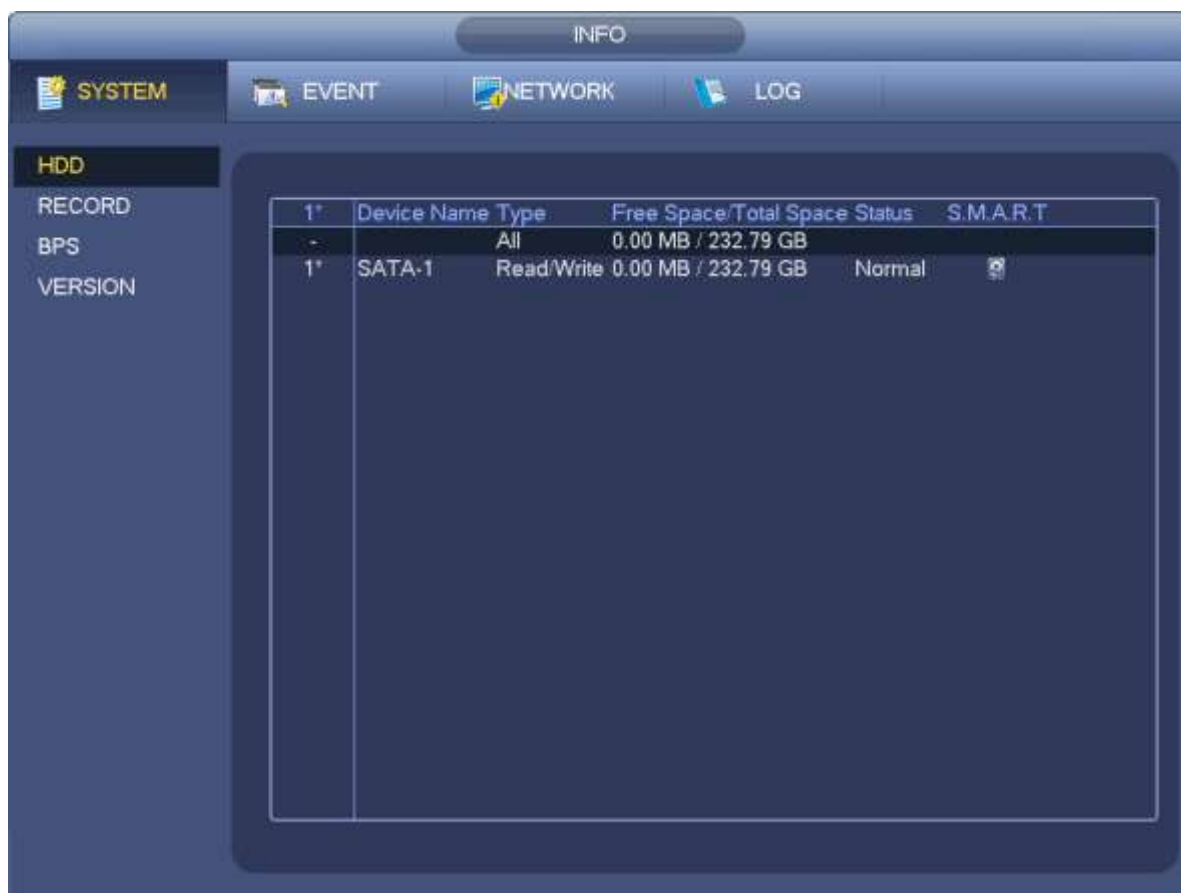 INFO
SYSTEM EVENT NETWORK LOG
HDD
RECORD
BPS
VERSION
1* Device Name Type Free Space/Total Space Status S.M.A.R.T
- All 0.00 MB / 232.79 GB
1* SATA-1 Read/Write 0.00 MB / 232.79 GB Normal